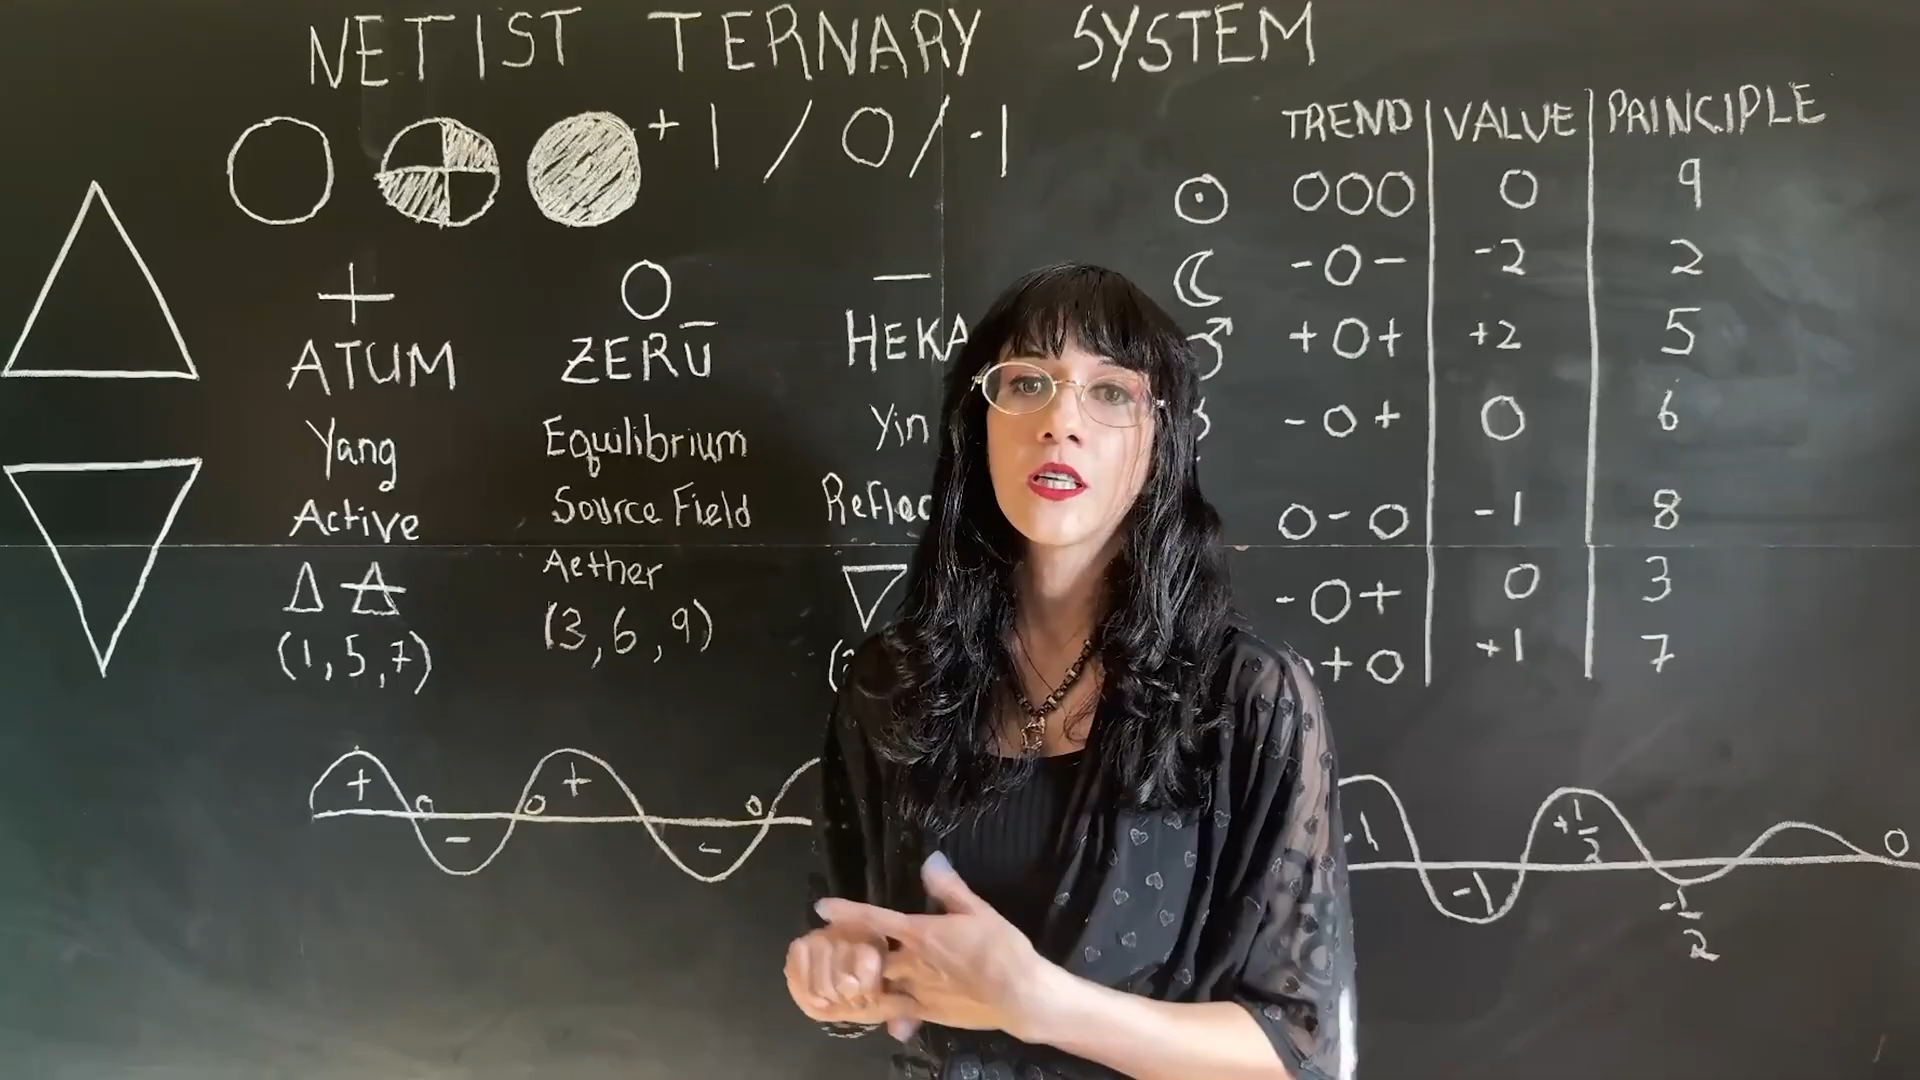 NETIST TERNARY SYSTEM
+1 / 0 / -1
+ 0 —
ATUM ZERŪ HEKA
Yang Equilibrium Yin
Active Source Field Reflec
Aether
(1,5,7) (3,6,9)
TREND VALUE PRINCIPLE
000 0 9
-0- -2 2
+0+ +2 5
-0+ 0 6
0-0 -1 8
-0+ 0 3
+0 +1 7
+ 0 - 0 + - 0
-1 -1 +1/2 -1/2 0